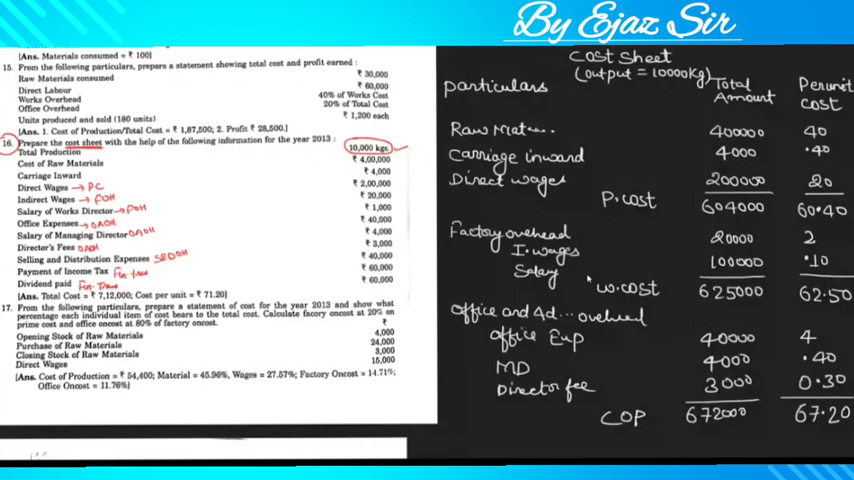 By Ejaz Sir
[Ans. Materials consumed = ₹ 100]
15. From the following particulars, prepare a statement showing total cost and profit earned :
Raw Materials consumed ₹ 30,000
Direct Labour ₹ 60,000
Works Overhead 40% of Works Cost
Office Overhead 20% of Total Cost
Units produced and sold (180 units) ₹ 1,200 each
[Ans. 1. Cost of Production/Total Cost = ₹ 1,87,500; 2. Profit ₹ 28,500.]
16. Prepare the cost sheet with the help of the following information for the year 2013 :
Total Production 10,000 kgs.
Cost of Raw Materials ₹ 4,00,000
Carriage Inward ₹ 4,000
Direct Wages → PC ₹ 2,00,000
Indirect Wages → FOH ₹ 20,000
Salary of Works Director → FOH ₹ 1,000
Office Expenses → OAOH ₹ 40,000
Salary of Managing Director OAOH ₹ 4,000
Director's Fees OAOH ₹ 3,000
Selling and Distribution Expenses S&DOH ₹ 40,000
Payment of Income Tax ₹ 60,000
Dividend paid ₹ 60,000
[Ans. Total Cost = ₹ 7,12,000; Cost per unit = ₹ 71.20]
17. From the following particulars, prepare a statement of cost for the year 2013 and show what
percentage each individual item of cost bears to the total cost. Calculate facory oncost at 20% on
prime cost and office oncost at 80% of factory oncost.
₹
Opening Stock of Raw Materials 4,000
Purchase of Raw Materials 24,000
Closing Stock of Raw Materials 3,000
Direct Wages 15,000
[Ans. Cost of Production = ₹ 54,400; Material = 45.96%, Wages = 27.57%; Factory Oncost = 14.71%;
Office Oncost = 11.76%]
Cost Sheet
(output = 10000Kg)
Particulars Total Amount Per unit Cost
Raw Mat... 400000 40
Carriage inward 4000 .40
Direct wages 200000 20
P.cost 604000 60.40
Factory overhead
I.wages 20000 2
Salary 100000 .10
W.cost 625000 62.50
Office and Ad... overhead
Office Exp 40000 4
MD 4000 .40
Director fee 3000 0.30
COP 672000 67.20